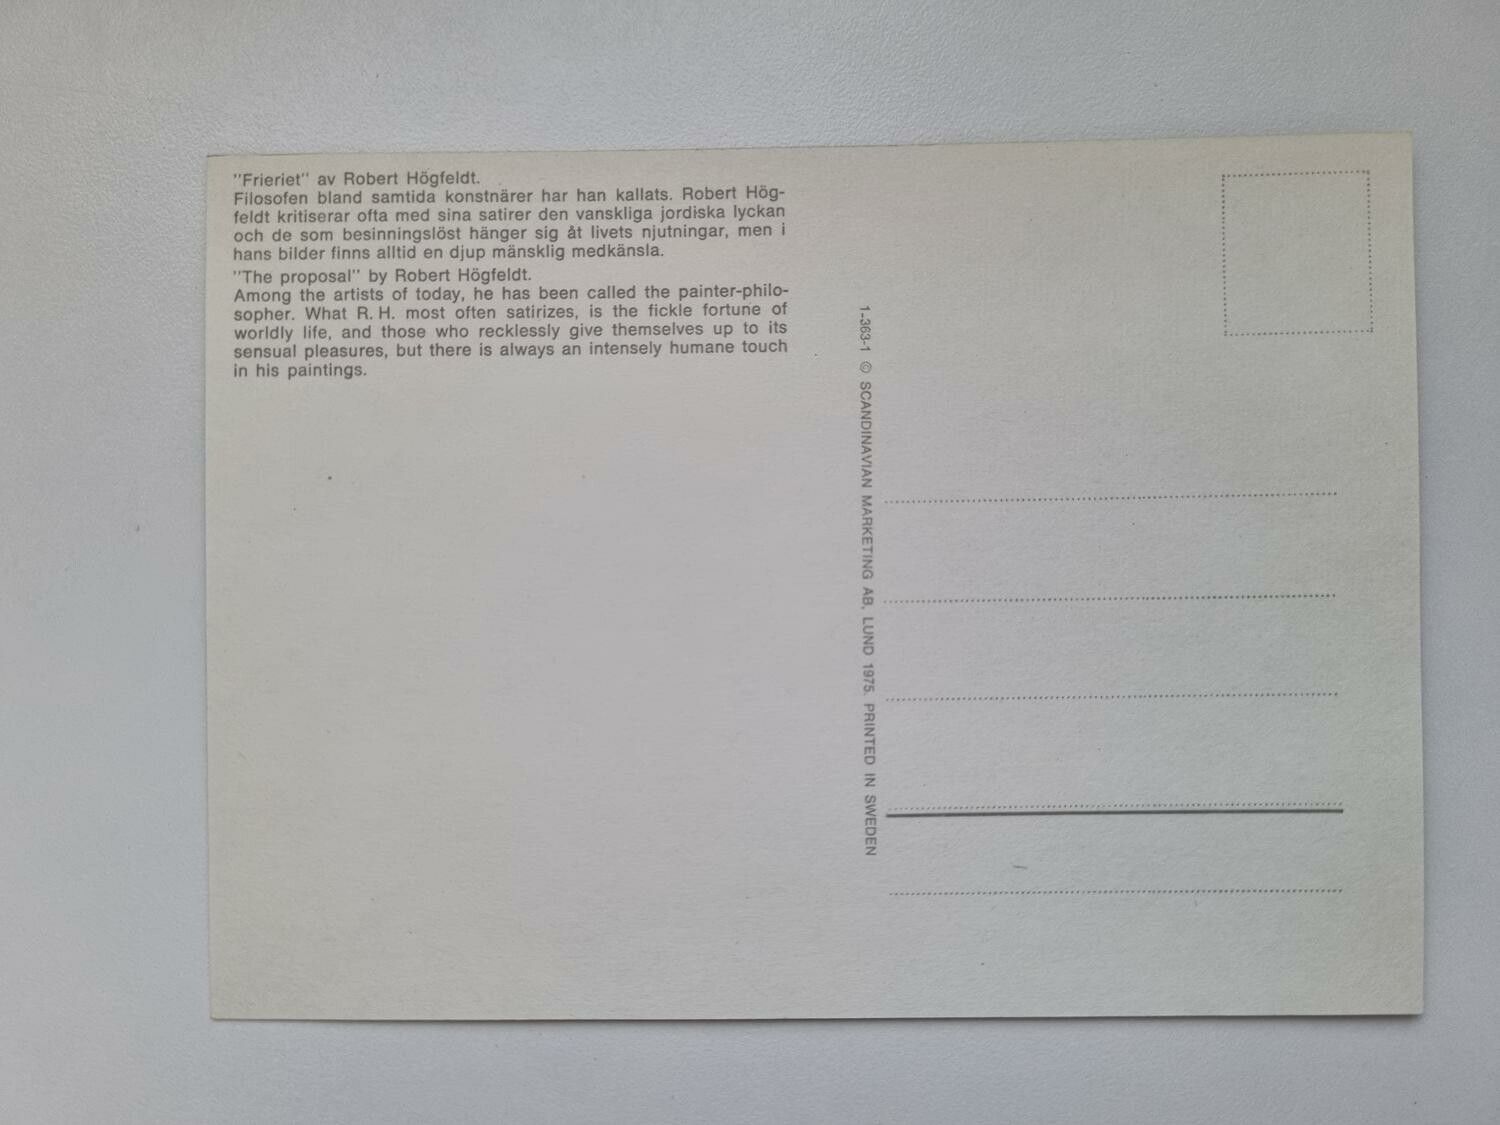 "Frieriet" av Robert Högfeldt.
Filosofen bland samtida konstnärer har han kallats. Robert Hög-
feldt kritiserar ofta med sina satirer den vanskliga jordiska lyckan
och de som besinningslöst hänger sig åt livets njutningar, men i
hans bilder finns alltid en djup mänsklig medkänsla.
"The proposal" by Robert Högfeldt.
Among the artists of today, he has been called the painter-philo-
sopher. What R. H. most often satirizes, is the fickle fortune of
worldly life, and those who recklessly give themselves up to its
sensual pleasures, but there is always an intensely humane touch
in his paintings.
1-363-1 © SCANDINAVIAN MARKETING AB, LUND 1975. PRINTED IN SWEDEN